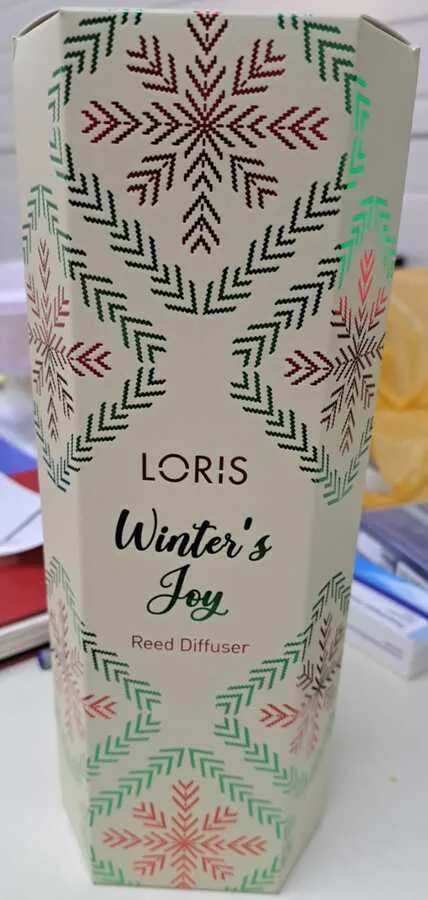 LORIS
Winter's
Joy
Reed Diffuser